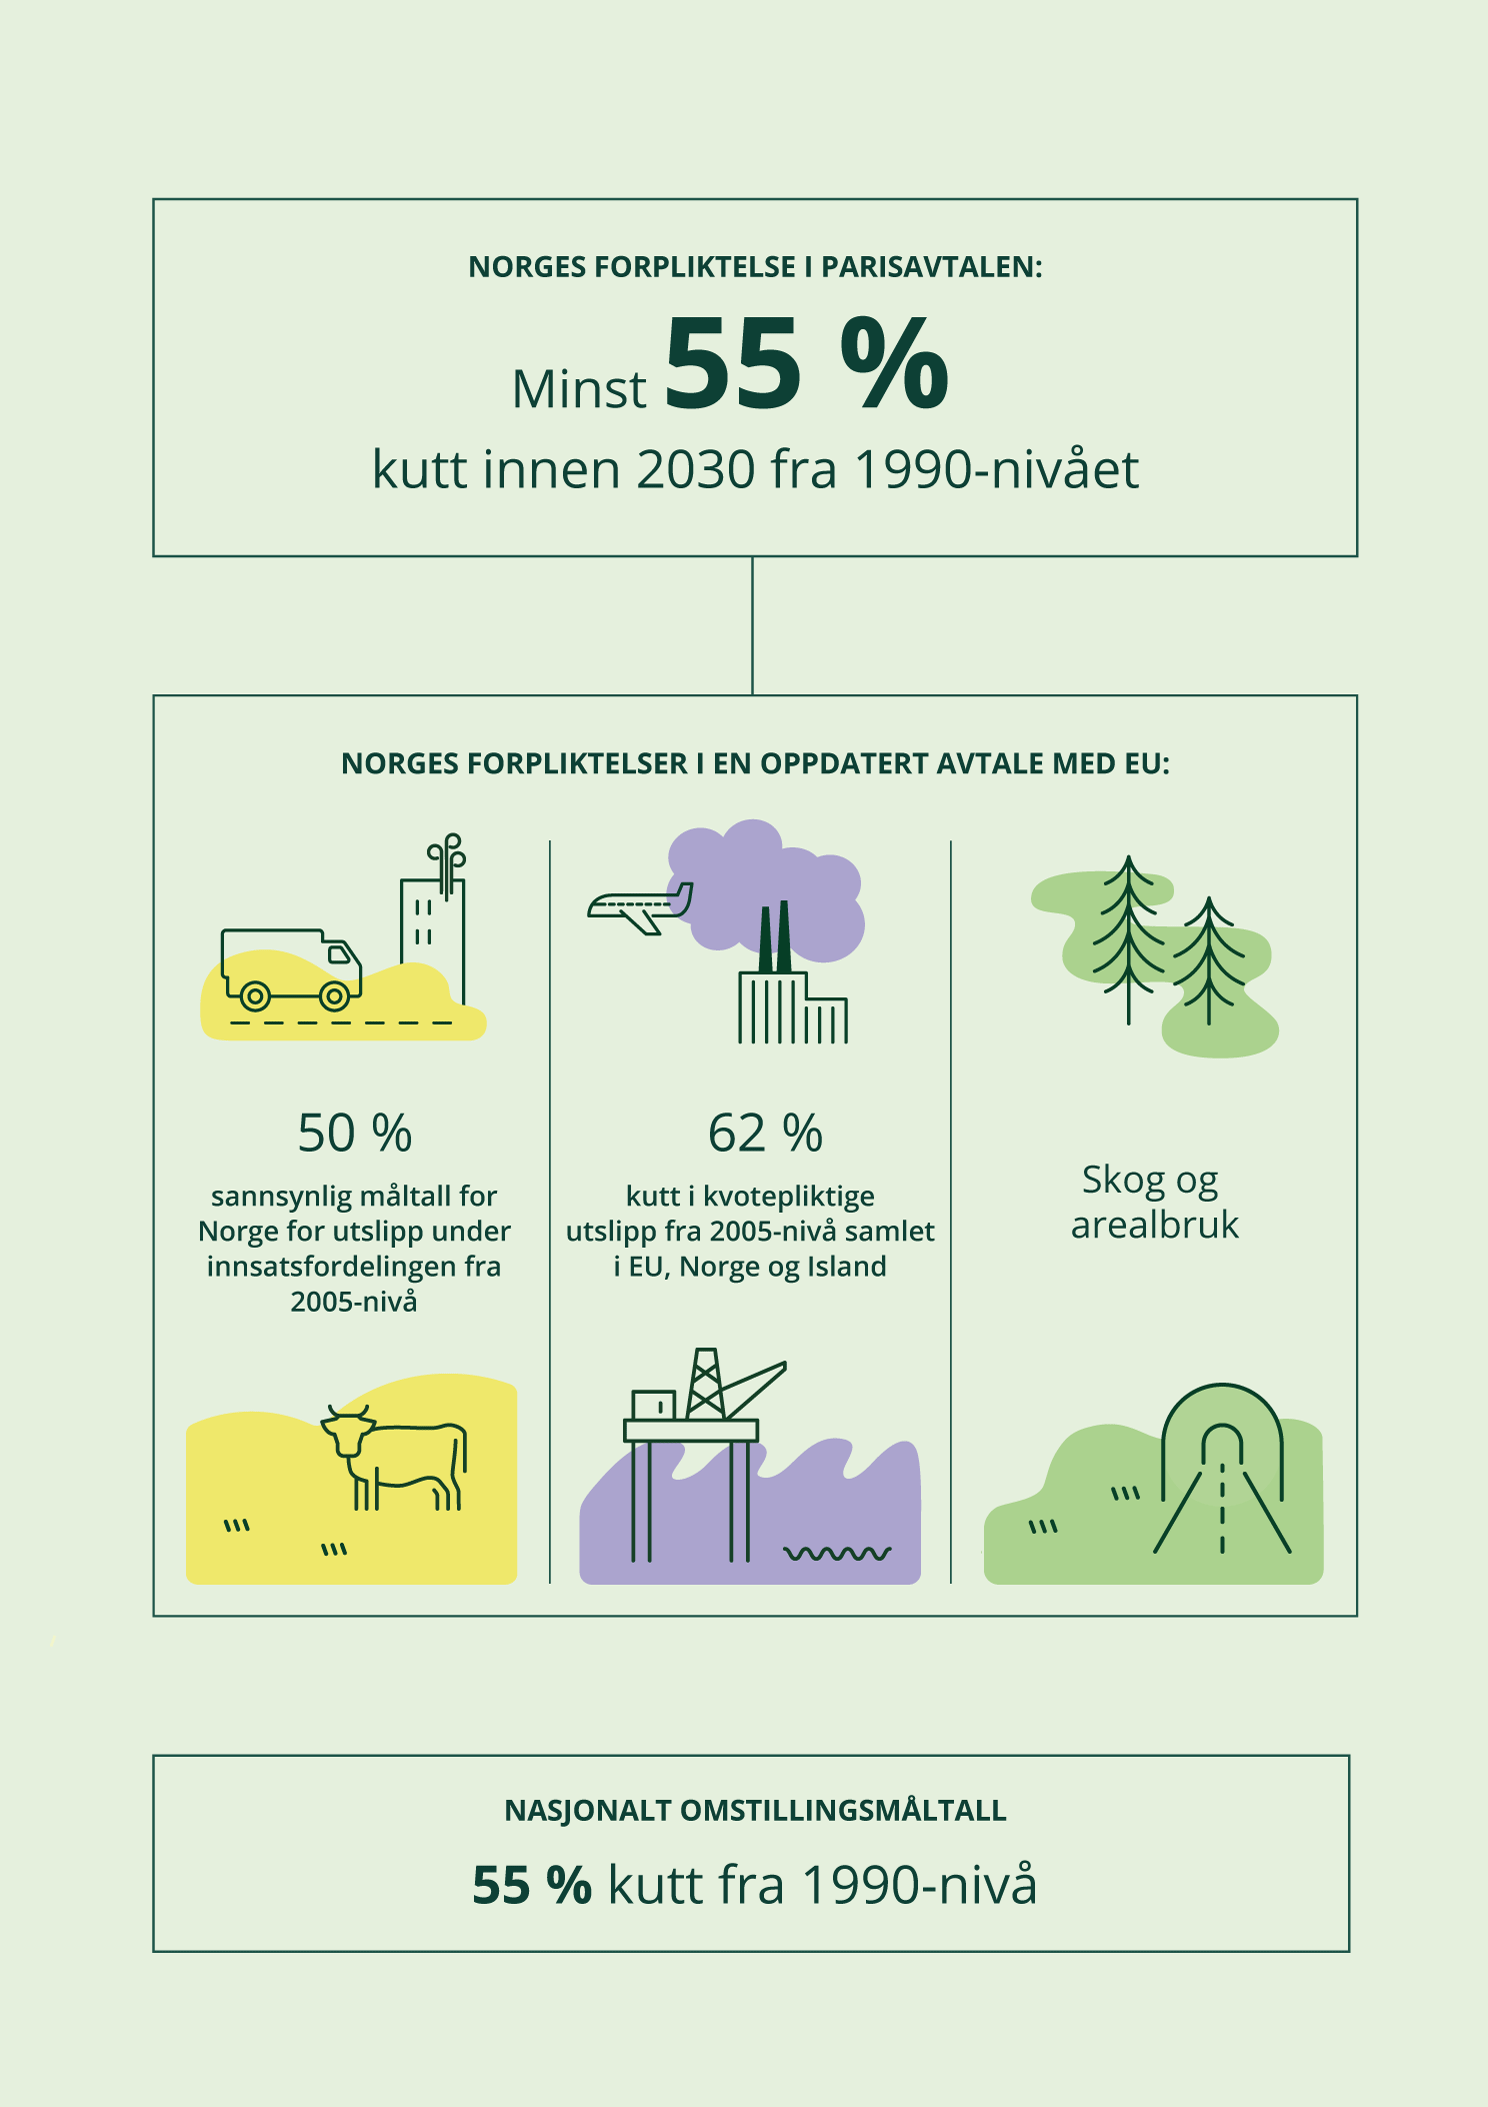 NORGES FORPLIKTELSE I PARISAVTALEN:
Minst 55 %
kutt innen 2030 fra 1990-nivået
NORGES FORPLIKTELSER I EN OPPDATERT AVTALE MED EU:
50 %
sannsynlig måltall for
Norge for utslipp under
innsatsfordelingen fra
2005-nivå
62 %
kutt i kvotepliktige
utslipp fra 2005-nivå samlet
i EU, Norge og Island
Skog og
arealbruk
NASJONALT OMSTILLINGSMÅLTALL
55 % kutt fra 1990-nivå